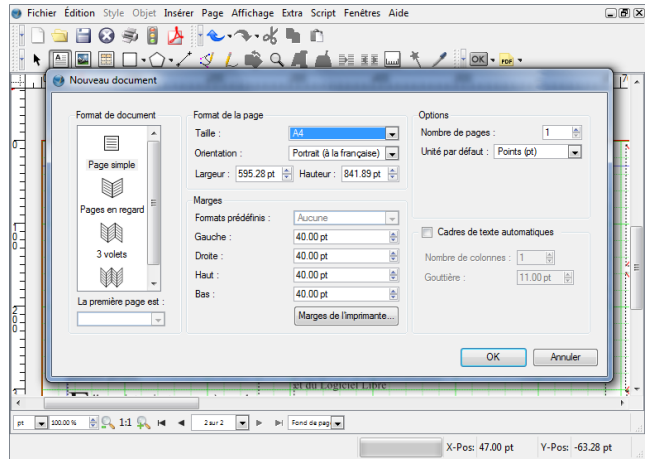 Fichier Édition Style Objet Insérer Page Affichage Extra Script Fenêtres Aide
OK PDF
Nouveau document
Format de document
Page simple
Pages en regard
3 volets
La première page est :
Format de la page
Taille : A4
Orientation : Portrait (à la française)
Largeur : 595.28 pt Hauteur : 841.89 pt
Marges
Formats prédéfinis : Aucune
Gauche : 40.00 pt
Droite : 40.00 pt
Haut : 40.00 pt
Bas : 40.00 pt
Marges de l'imprimante...
Options
Nombre de pages : 1
Unité par défaut : Points (pt)
Cadres de texte automatiques
Nombre de colonnes : 1
Gouttière : 11.00 pt
OK Annuler
et du Logiciel Libre
pt 100.00 % 1:1 2 sur 2 Fond de page
X-Pos: 47.00 pt Y-Pos: -63.28 pt